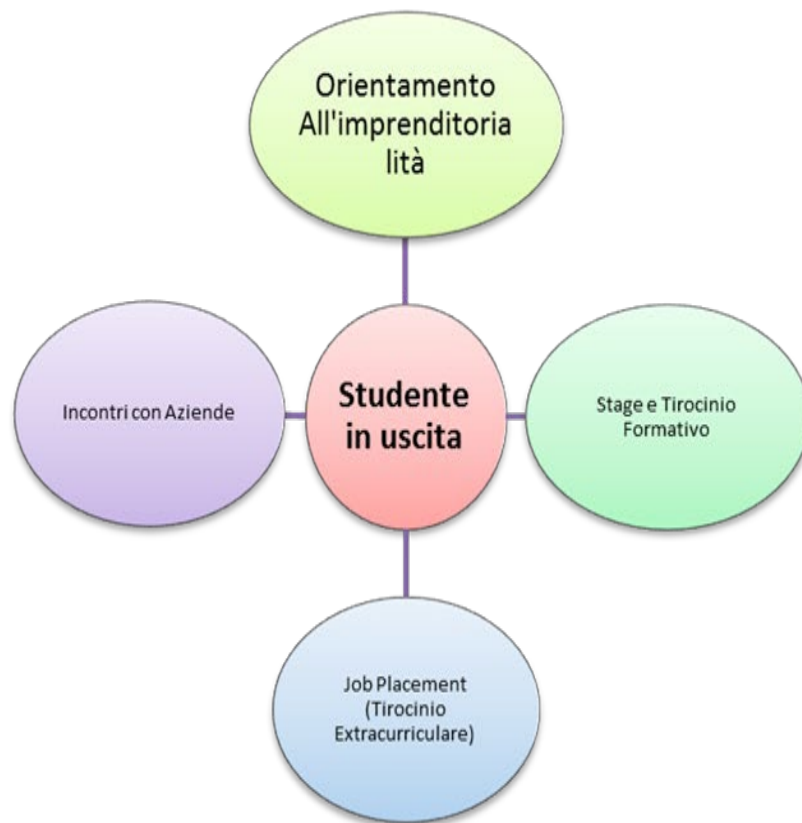 Orientamento
All'imprenditoria
lità
Incontri con Aziende
Studente
in uscita
Stage e Tirocinio
Formativo
Job Placement
(Tirocinio
Extracurriculare)